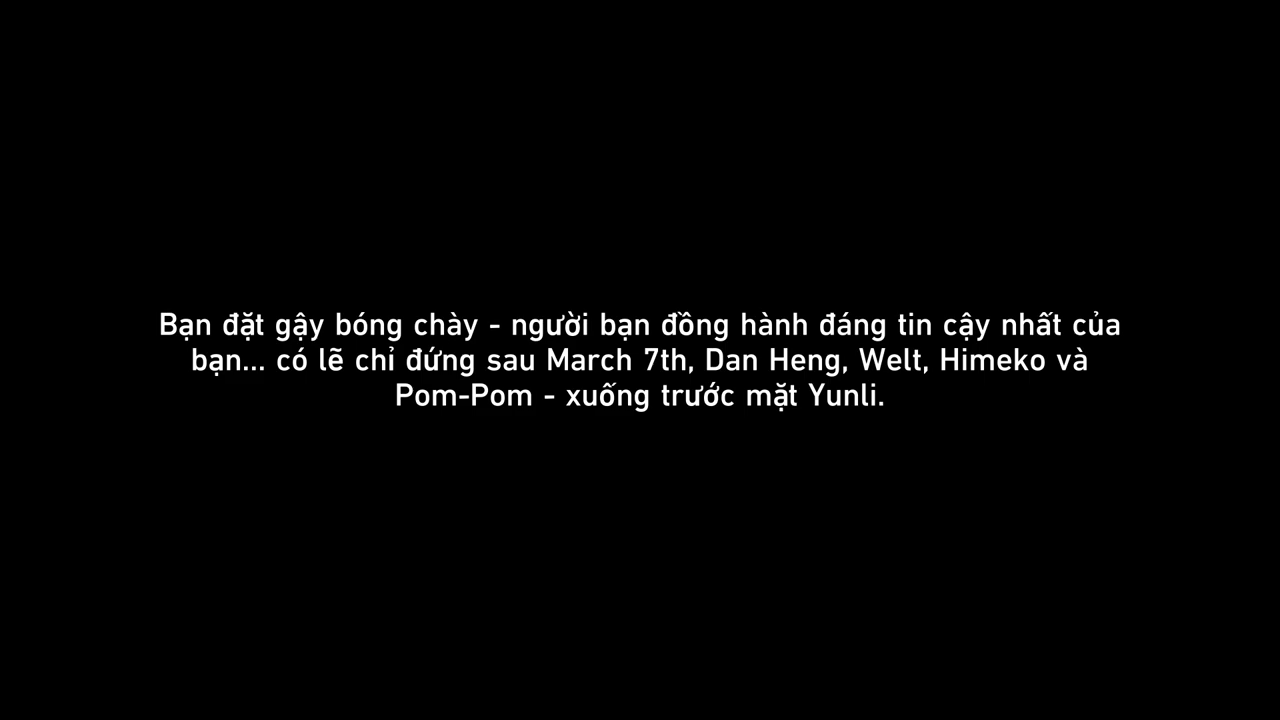 Bạn đặt gậy bóng chày - người bạn đồng hành đáng tin cậy nhất của
bạn... có lẽ chỉ đứng sau March 7th, Dan Heng, Welt, Himeko và
Pom-Pom - xuống trước mặt Yunli.